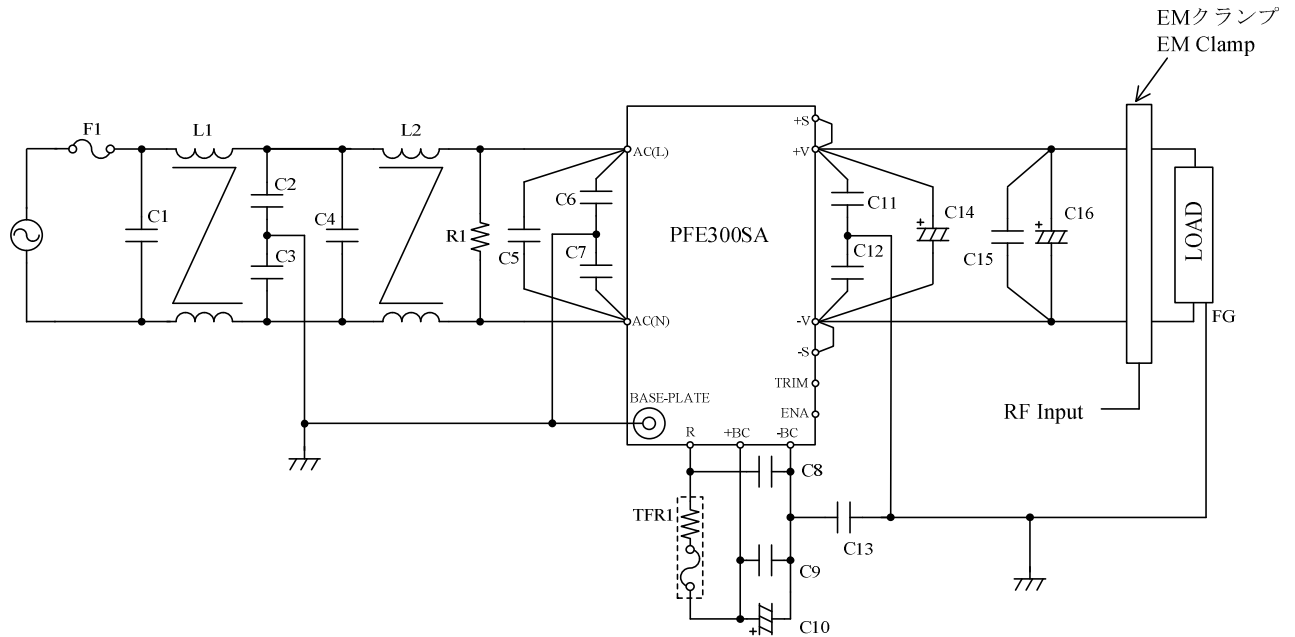 EMクランプ
EM Clamp
F1
L1
L2
C1
C2
C3
C4
R1
C5
C6
C7
AC(L)
AC(N)
PFE300SA
BASE-PLATE
R
+BC
-BC
+S
+V
-V
-S
TRIM
ENA
C11
C12
C14
+
C15
C16
+
LOAD
FG
RF Input
C8
TFR1
C13
C9
C10
+